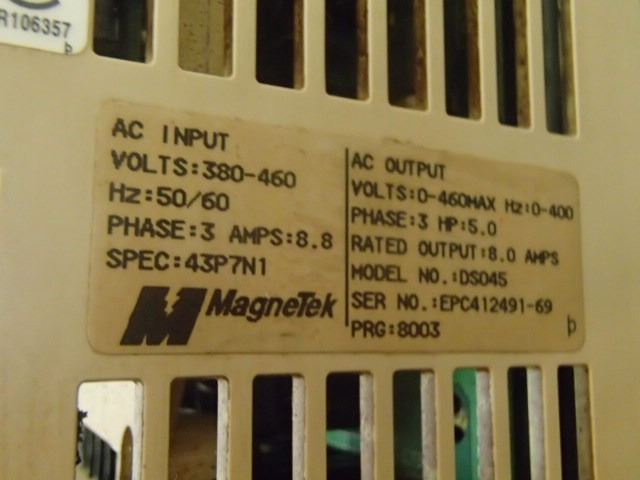 R106357
AC INPUT
VOLTS:380-460
Hz:50/60
PHASE:3 AMPS:8.8
SPEC:43P7N1
MagneTek
AC OUTPUT
VOLTS:0-460MAX Hz:0-400
PHASE:3 HP:5.0
RATED OUTPUT:8.0 AMPS
MODEL NO.:DS045
SER NO.:EPC412491-69
PRG:8003